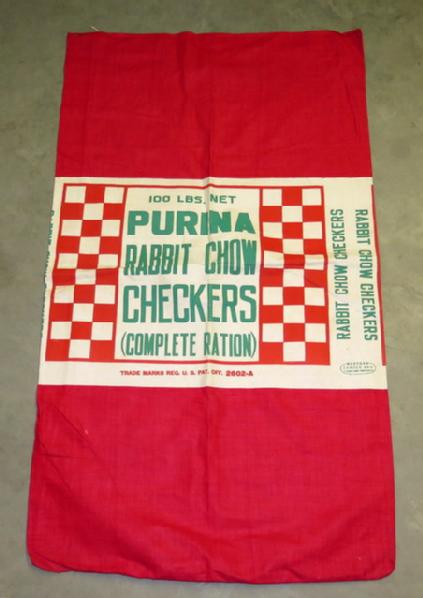 100 LBS. NET
PURINA
RABBIT CHOW
CHECKERS
(COMPLETE RATION)
TRADE MARKS REG. U. S. PAT. OFF. 2602-A
RABBIT CHOW CHECKERS
RABBIT CHOW CHECKERS